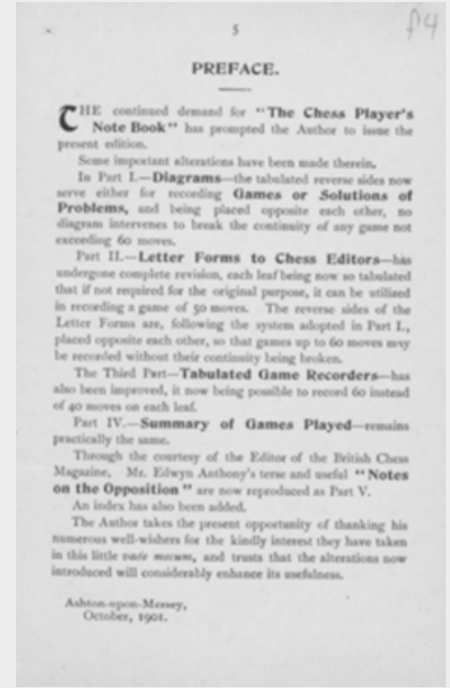 5
PREFACE.
THE continued demand for "The Chess Player's
Note Book" has prompted the Author to issue the
present edition.
Some important alterations have been made therein.
In Part I.—Diagrams—the tabulated reverse sides now
serve either for recording Games or Solutions of
Problems, and being placed opposite each other, no
diagram intervenes to break the continuity of any game not
exceeding 60 moves.
Part II.—Letter Forms to Chess Editors—has
undergone complete revision, each leaf being now so tabulated
that if not required for the original purpose, it can be utilized
in recording a game of 50 moves. The reverse sides of the
Letter Forms are, following the system adopted in Part I.,
placed opposite each other, so that games up to 60 moves may
be recorded without their continuity being broken.
The Third Part—Tabulated Game Recorders—has
also been improved, it now being possible to record 60 instead
of 40 moves on each leaf.
Part IV.—Summary of Games Played—remains
practically the same.
Through the courtesy of the Editor of the British Chess
Magazine, Mr. Edwyn Anthony's terse and useful "Notes
on the Opposition" are now reproduced as Part V.
An index has also been added.
The Author takes the present opportunity of thanking his
numerous well-wishers for the kindly interest they have taken
in this little vade mecum, and trusts that the alterations now
introduced will considerably enhance its usefulness.
Ashton-upon-Mersey,
October, 1901.